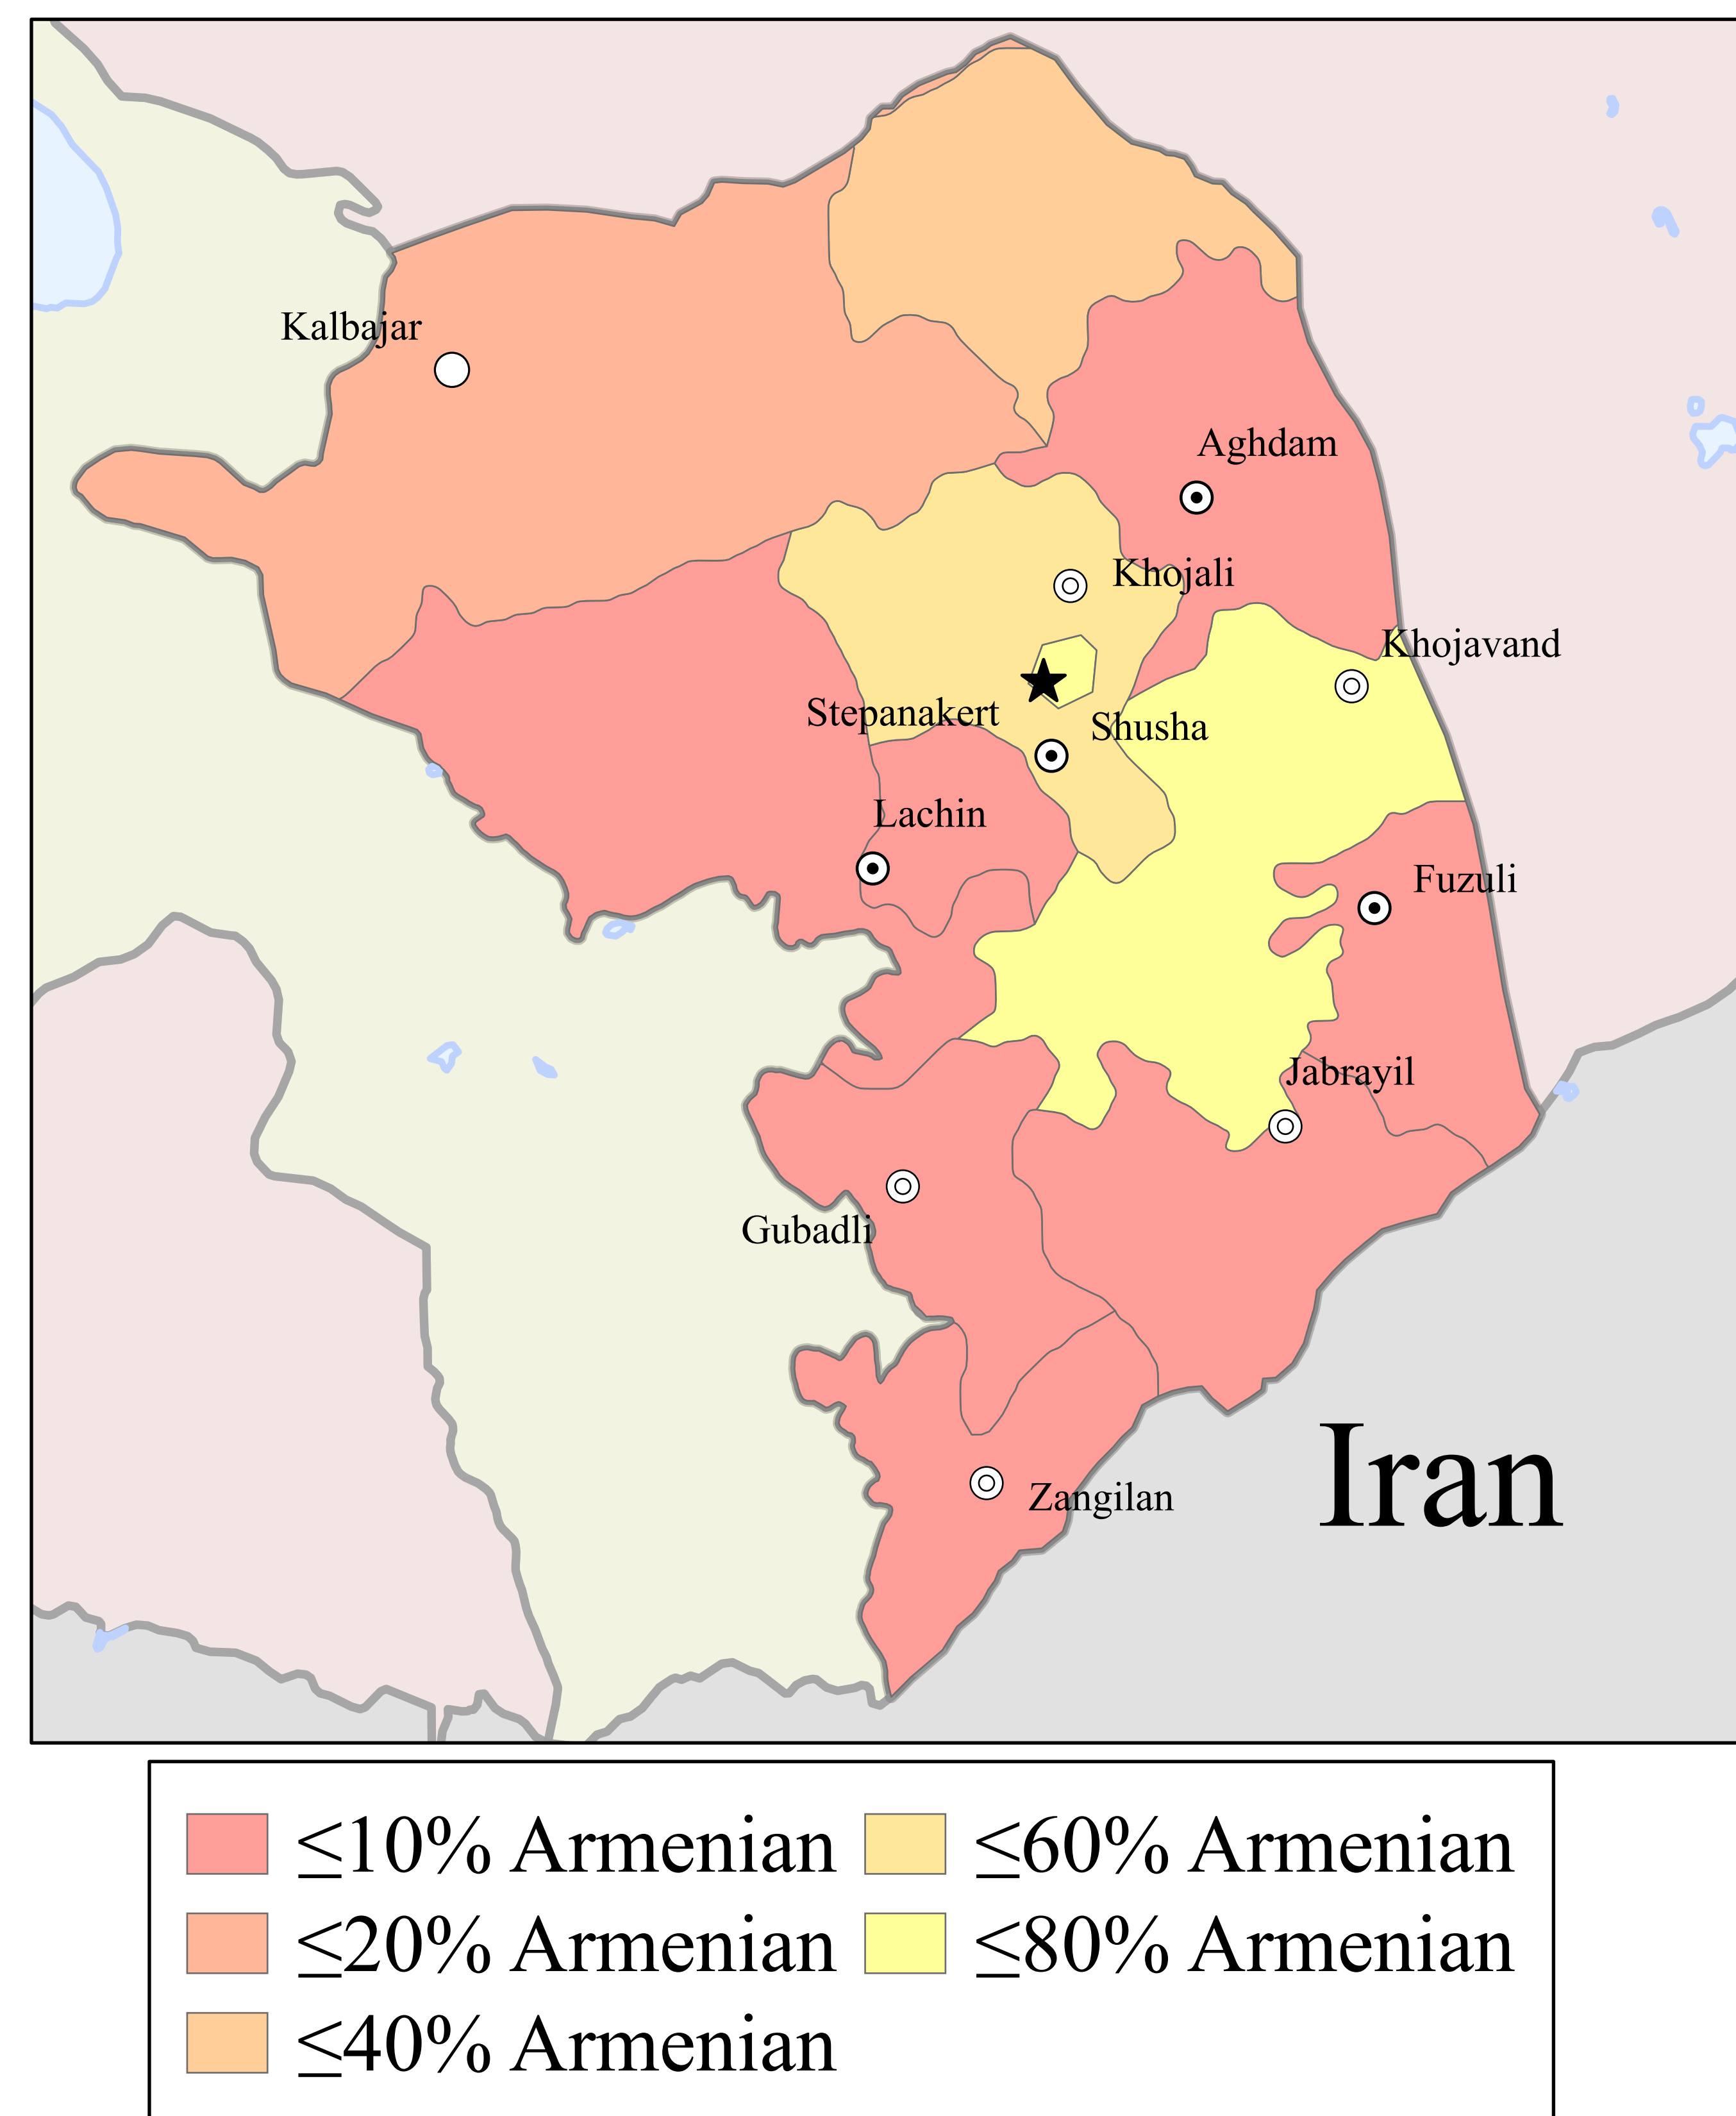 Kalbajar
Aghdam
Khojali
Khojavand
Stepanakert
Shusha
Lachin
Fuzuli
Jabrayil
Gubadli
Iran
Zangilan
≤10% Armenian
≤60% Armenian
≤20% Armenian
≤80% Armenian
≤40% Armenian